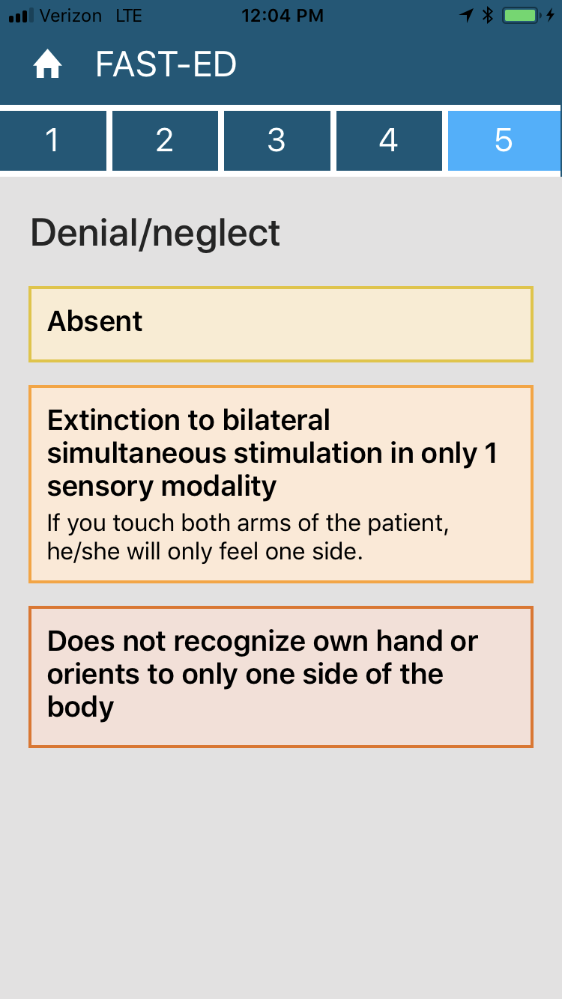 Verizon LTE 12:04 PM
FAST-ED
1 2 3 4 5
Denial/neglect
Absent
Extinction to bilateral
simultaneous stimulation in only 1
sensory modality
If you touch both arms of the patient,
he/she will only feel one side.
Does not recognize own hand or
orients to only one side of the
body